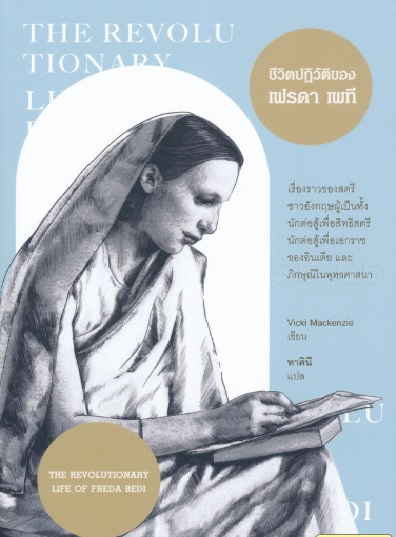 THE REVOLU
TIONARY
LI
ชีวิตปฏิวัติของ
เฟรดา เพที
เรื่องราวของสตรี
ชาวอังกฤษผู้เป็นทั้ง
นักต่อสู้เพื่อสิทธิสตรี
นักต่อสู้เพื่อเอกราช
ของอินเดีย และ
ภิกษุณีในพุทธศาสนา
Vicki Mackenzie
เขียน
ทาคินี
แปล
LU
THE REVOLUTIONARY
LIFE OF FREDA BEDI
DI